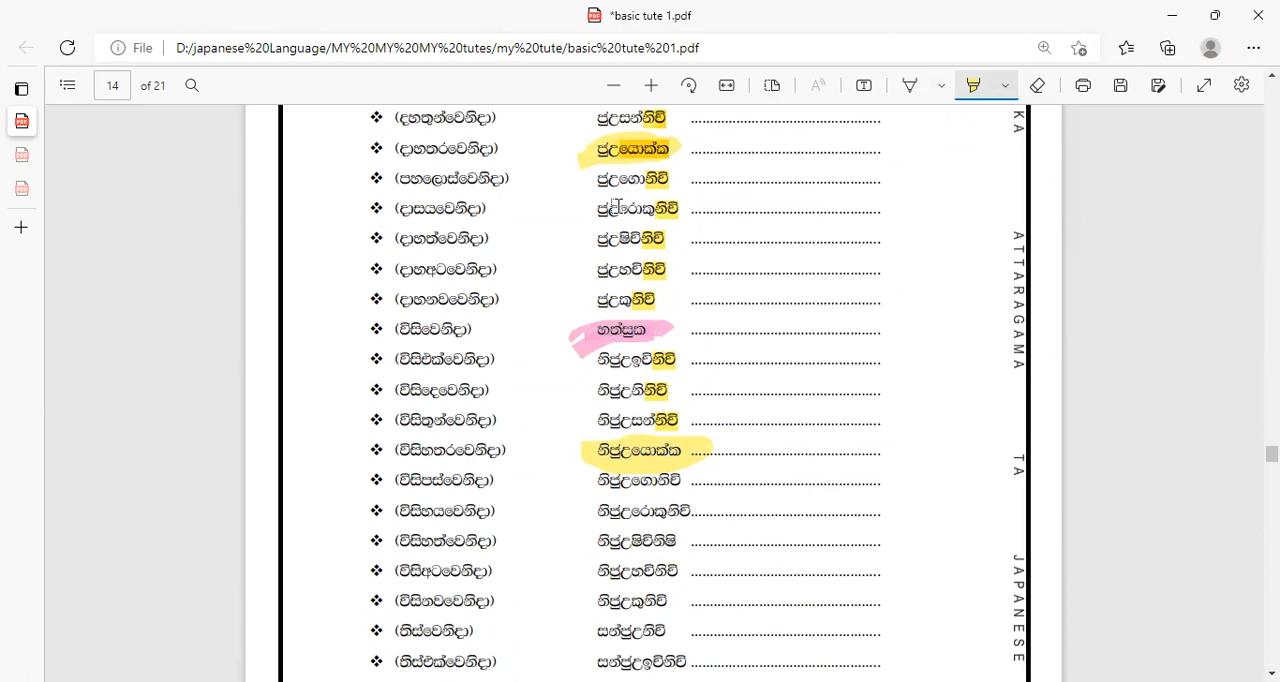 *basic tute 1.pdf
File D:/japanese%20Language/MY%20MY%20MY%20tutes/my%20tute/basic%20tute%201.pdf
14 of 21
❖ (දහතුන්වෙනිදා) ජුඋසන්නිචි ................................................
❖ (දාහතරවෙනිදා) ජුඋයොක්ක ................................................
❖ (පහලොස්වෙනිදා) ජුඋගොනිචි ................................................
❖ (දාසයවෙනිදා) ජුඋරොකුනිචි ................................................
❖ (දාහත්වෙනිදා) ජුඋෂිචිනිචි ................................................
❖ (දාහඅටවෙනිදා) ජුඋහචිනිචි ................................................
❖ (දාහනවවෙනිදා) ජුඋකුනිචි ................................................
❖ (විසිවෙනිදා) හත්සුක ................................................
❖ (විසිඑක්වෙනිදා) නිජුඋඉචිනිචි ................................................
❖ (විසිදෙවෙනිදා) නිජුඋනිනිචි ................................................
❖ (විසිතුන්වෙනිදා) නිජුඋසන්නිචි ................................................
❖ (විසිහතරවෙනිදා) නිජුඋයොක්ක ................................................
❖ (විසිපස්වෙනිදා) නිජුඋගොනිචි ................................................
❖ (විසිහයවෙනිදා) නිජුඋරොකුනිචි ................................................
❖ (විසිහත්වෙනිදා) නිජුඋෂිචිනිෂි ................................................
❖ (විසිඅටවෙනිදා) නිජුඋහචිනිචි ................................................
❖ (විසිනවවෙනිදා) නිජුඋකුනිචි ................................................
❖ (තිස්වෙනිදා) සන්ජුඋනිචි ................................................
❖ (තිස්එක්වෙනිදා) සන්ජුඋඉචිනිචි ................................................
KA ATTARAGAMA TA JAPANESE